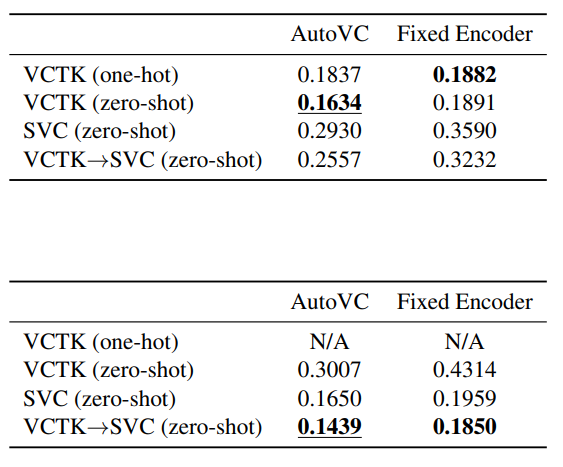 AutoVC Fixed Encoder
VCTK (one-hot) 0.1837 0.1882
VCTK (zero-shot) 0.1634 0.1891
SVC (zero-shot) 0.2930 0.3590
VCTK→SVC (zero-shot) 0.2557 0.3232
AutoVC Fixed Encoder
VCTK (one-hot) N/A N/A
VCTK (zero-shot) 0.3007 0.4314
SVC (zero-shot) 0.1650 0.1959
VCTK→SVC (zero-shot) 0.1439 0.1850